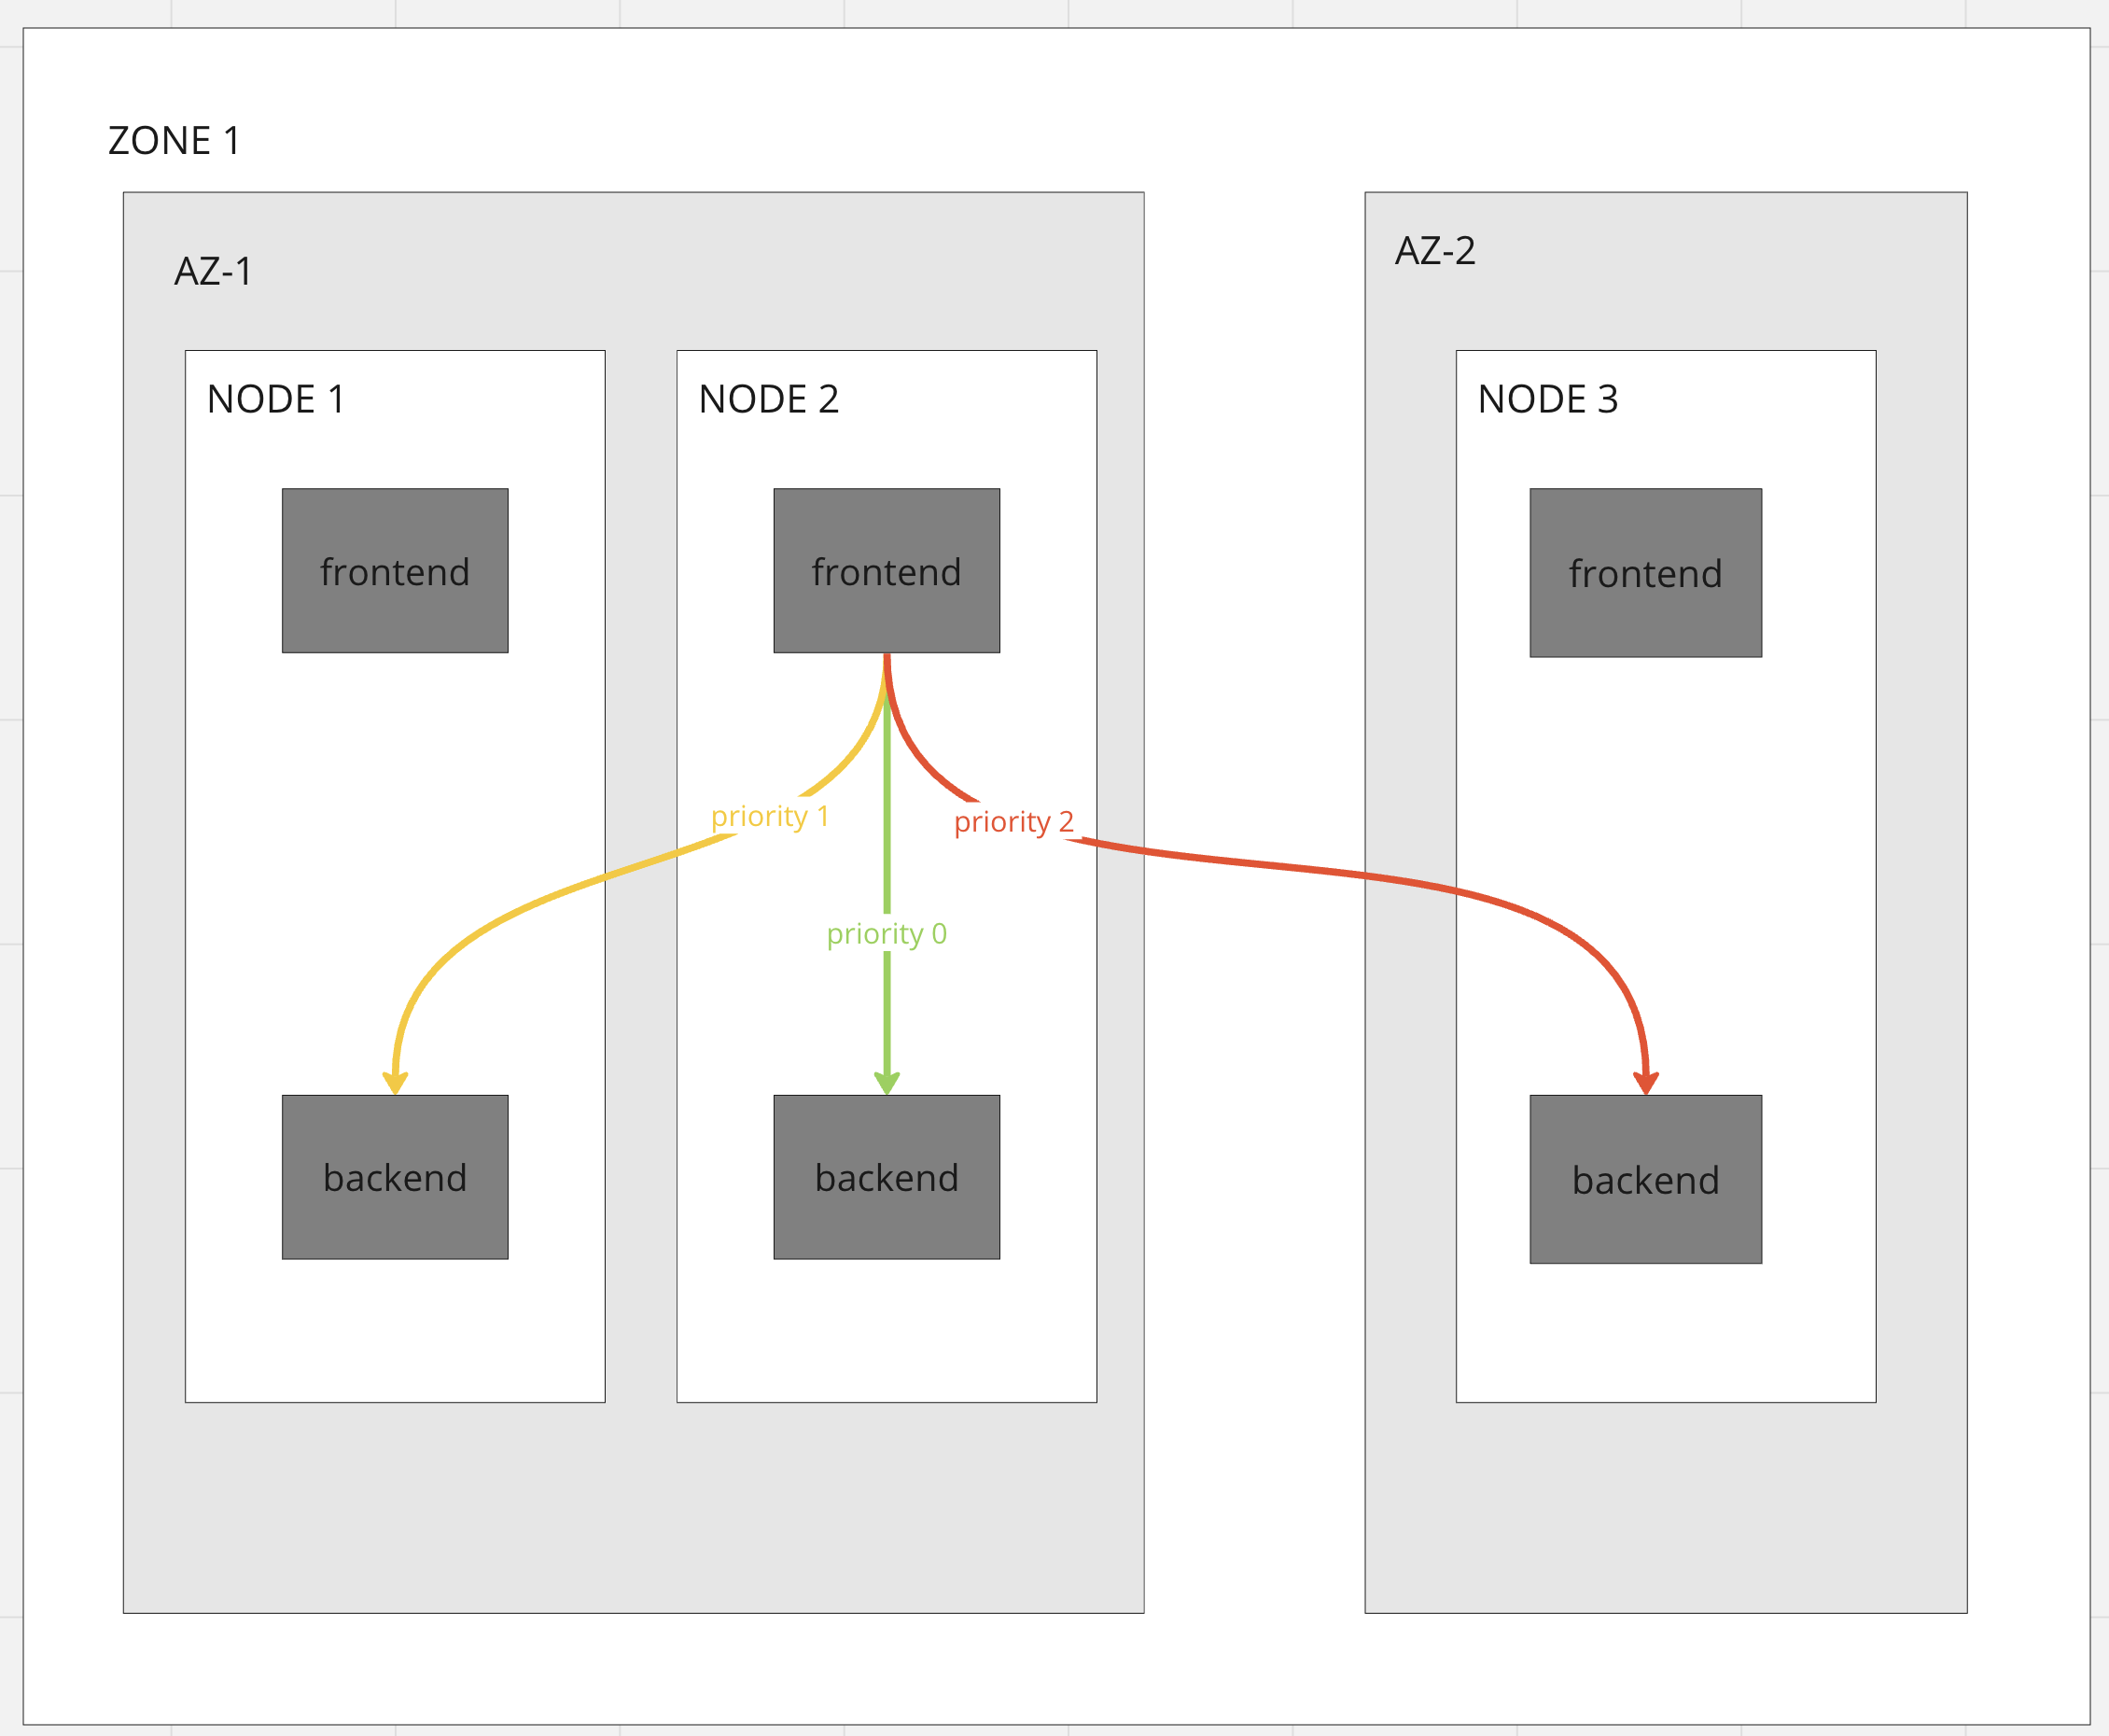 ZONE 1
AZ-1
AZ-2
NODE 1
NODE 2
NODE 3
frontend
frontend
frontend
priority 1
priority 2
priority 0
backend
backend
backend